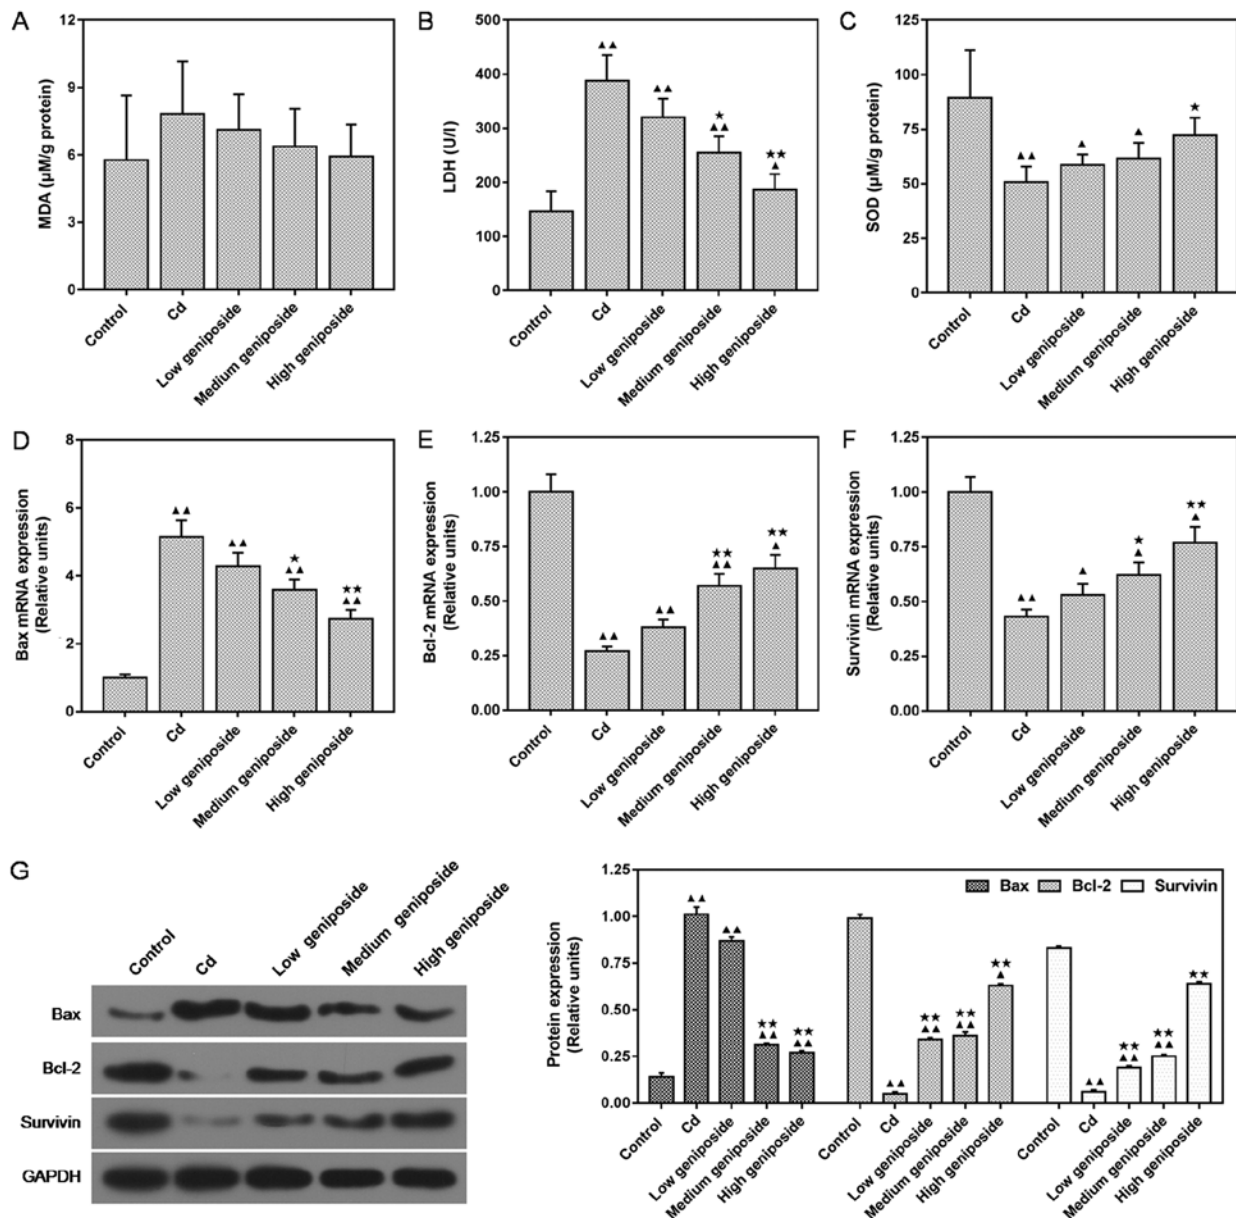 A
MDA (μM/g protein)
12
9
6
3
0
Control
Cd
Low geniposide
Medium geniposide
High geniposide
B
LDH (U/l)
500
400
300
200
100
0
▲▲
▲▲
★
▲▲
★★
▲
Control
Cd
Low geniposide
Medium geniposide
High geniposide
C
SOD (μM/g protein)
125
100
75
50
25
0
▲▲
▲
▲
★
Control
Cd
Low geniposide
Medium geniposide
High geniposide
D
Bax mRNA expression
(Relative units)
8
6
4
2
0
▲▲
▲▲
★
▲▲
★★
▲▲
Control
Cd
Low geniposide
Medium geniposide
High geniposide
E
Bcl-2 mRNA expression
(Relative units)
1.25
1.00
0.75
0.50
0.25
0.00
▲▲
▲▲
★★
▲▲
★★
▲
Control
Cd
Low geniposide
Medium geniposide
High geniposide
F
Survivin mRNA expression
(Relative units)
1.25
1.00
0.75
0.50
0.25
0.00
▲▲
▲
★
▲
★★
▲
Control
Cd
Low geniposide
Medium geniposide
High geniposide
G
Control
Cd
Low geniposide
Medium geniposide
High geniposide
Bax
Bcl-2
Survivin
GAPDH
Protein expression
(Relative units)
1.25
1.00
0.75
0.50
0.25
0.00
Bax Bcl-2 Survivin
▲▲
▲▲
★★
▲▲
★★
▲▲
▲▲
★★
▲▲
★★
▲▲
★★
▲
▲▲
★★
▲▲
★★
▲▲
★★
Control
Cd
Low geniposide
Medium geniposide
High geniposide
Control
Cd
Low geniposide
Medium geniposide
High geniposide
Control
Cd
Low geniposide
Medium geniposide
High geniposide